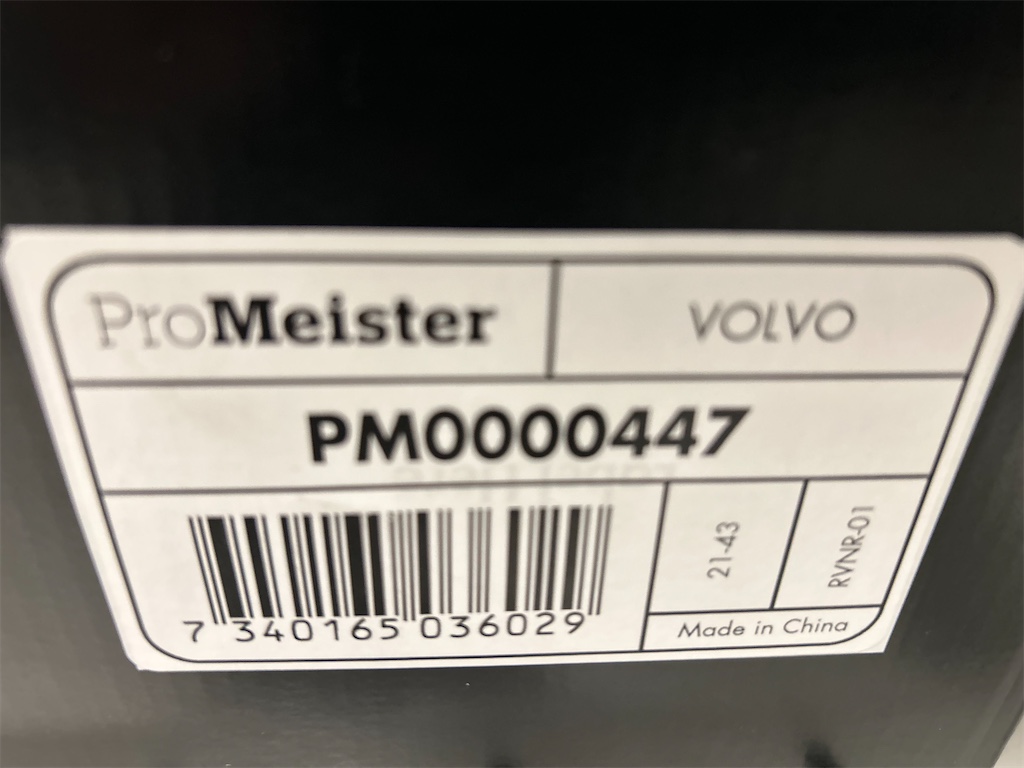 ProMeister
VOLVO
PM0000447
7 340165 036029
21-43
RVNR-01
Made in China